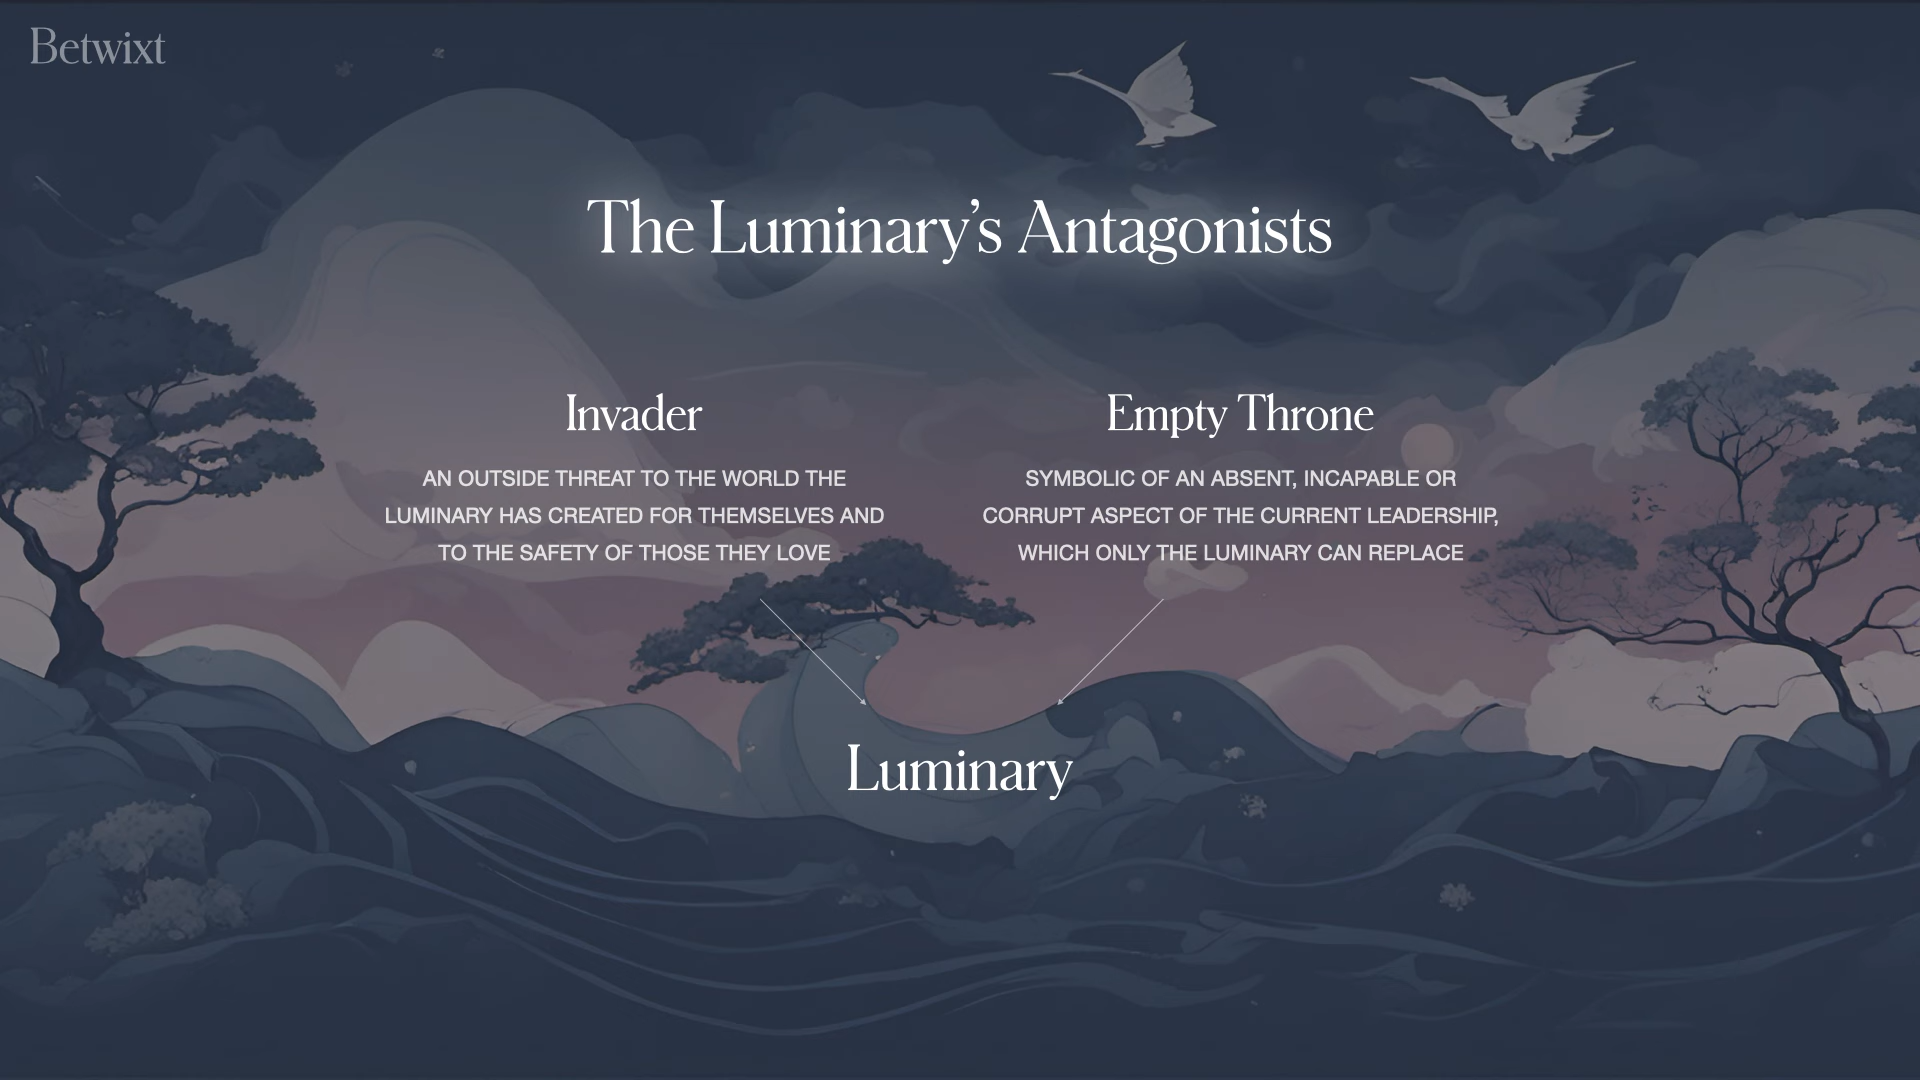 Betwixt
The Luminary’s Antagonists
Invader
AN OUTSIDE THREAT TO THE WORLD THE
LUMINARY HAS CREATED FOR THEMSELVES AND
TO THE SAFETY OF THOSE THEY LOVE
Empty Throne
SYMBOLIC OF AN ABSENT, INCAPABLE OR
CORRUPT ASPECT OF THE CURRENT LEADERSHIP,
WHICH ONLY THE LUMINARY CAN REPLACE
Luminary